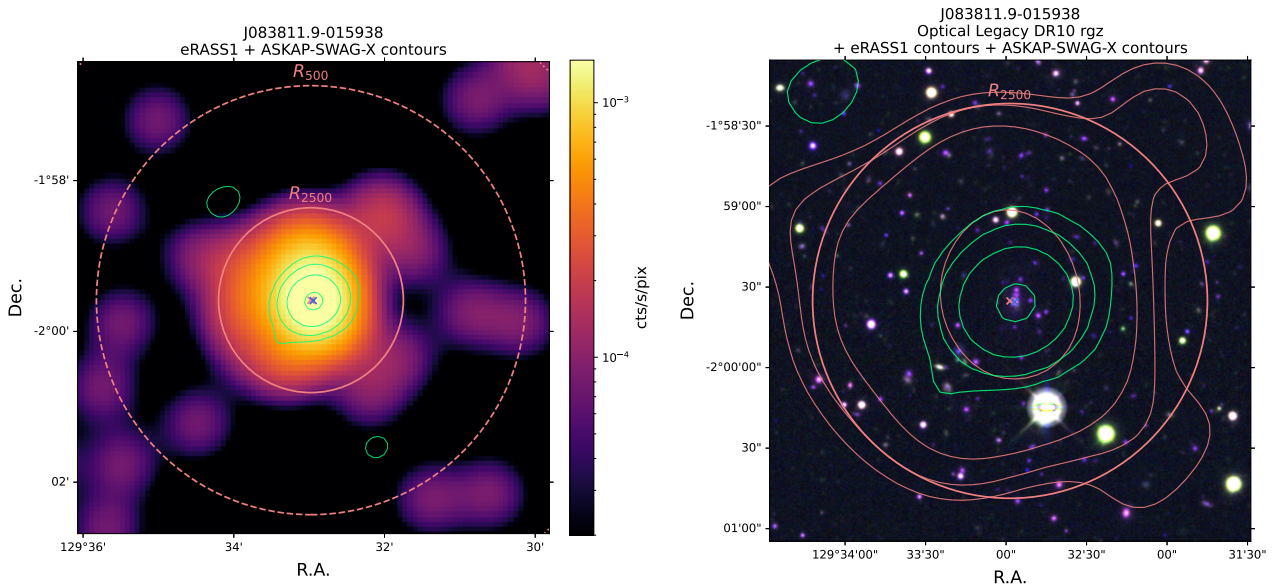 J083811.9-015938
eRASS1 + ASKAP-SWAG-X contours
R500
R2500
-1°58'
-2°00'
02'
129°36'
34'
32'
30'
Dec.
R.A.
10⁻³
10⁻⁴
cts/s/pix
J083811.9-015938
Optical Legacy DR10 rgz
+ eRASS1 contours + ASKAP-SWAG-X contours
R2500
-1°58'30"
59'00"
30"
-2°00'00"
30"
01'00"
129°34'00"
33'30"
00"
32'30"
00"
31'30"
Dec.
R.A.